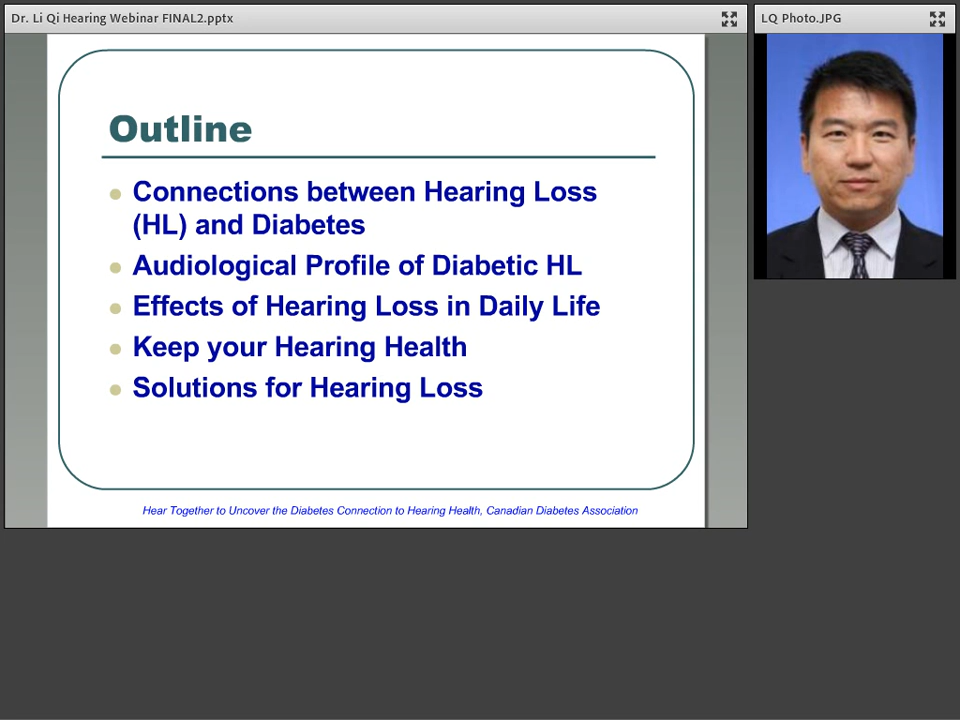 Dr. Li Qi Hearing Webinar FINAL2.pptx
LQ Photo.JPG
Outline
Connections between Hearing Loss
(HL) and Diabetes
Audiological Profile of Diabetic HL
Effects of Hearing Loss in Daily Life
Keep your Hearing Health
Solutions for Hearing Loss
Hear Together to Uncover the Diabetes Connection to Hearing Health, Canadian Diabetes Association